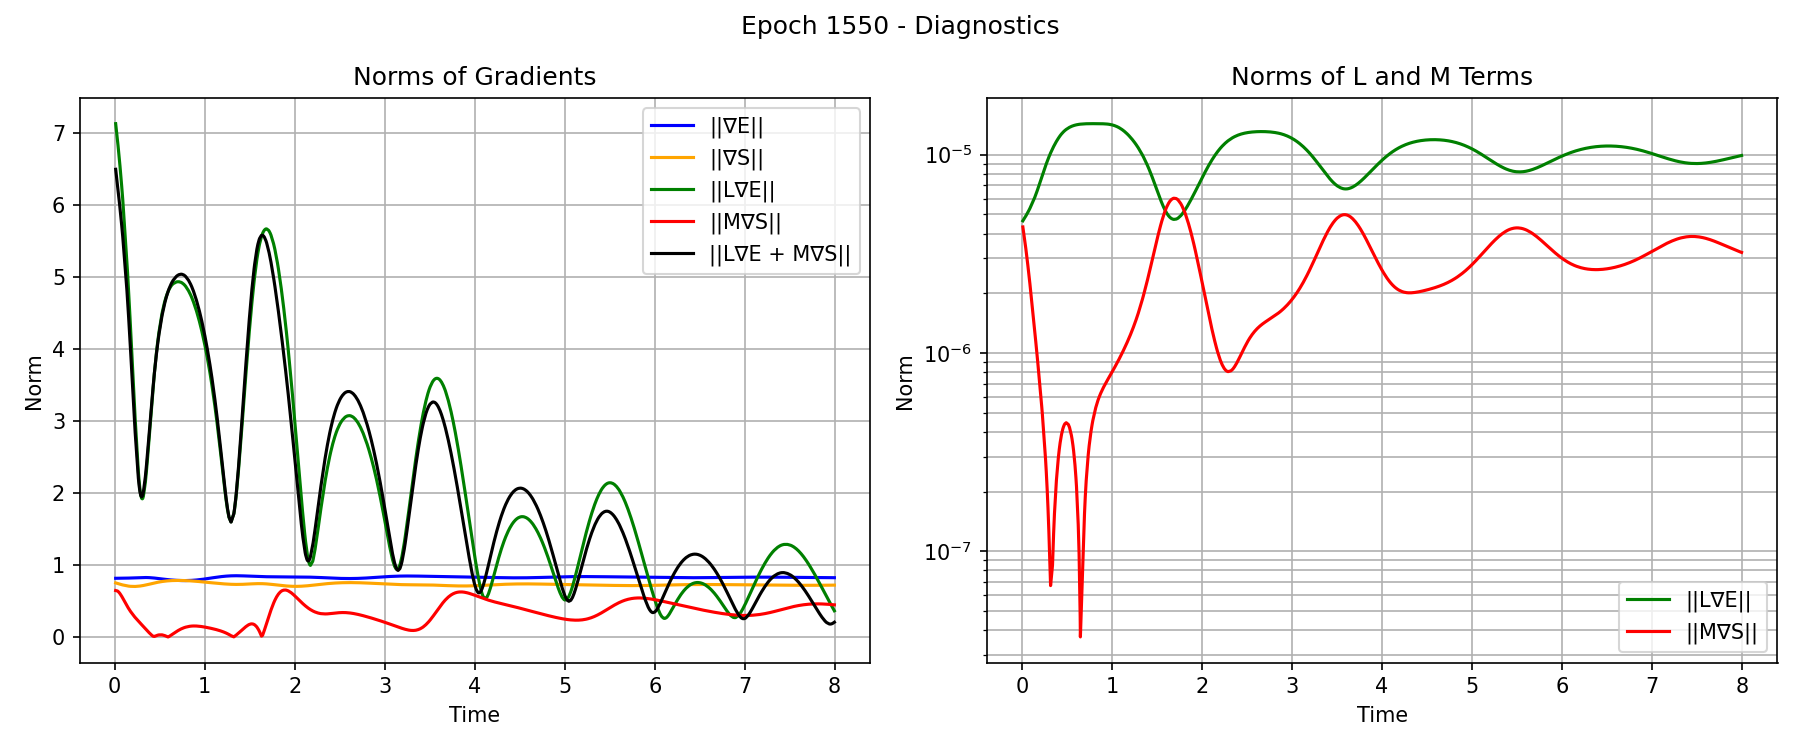 Epoch 1550 - Diagnostics
Norms of Gradients
7
6
5
4
3
2
1
0
Norm
0 1 2 3 4 5 6 7 8
Time
||∇E||
||∇S||
||L∇E||
||M∇S||
||L∇E + M∇S||
Norms of L and M Terms
10⁻⁵
10⁻⁶
10⁻⁷
Norm
0 1 2 3 4 5 6 7 8
Time
||L∇E||
||M∇S||